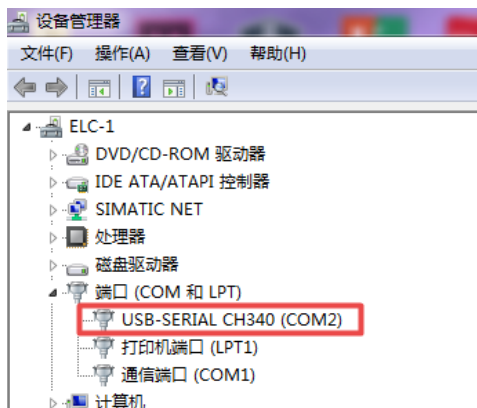 设备管理器
文件(F) 操作(A) 查看(V) 帮助(H)
ELC-1
DVD/CD-ROM 驱动器
IDE ATA/ATAPI 控制器
SIMATIC NET
处理器
磁盘驱动器
端口 (COM 和 LPT)
USB-SERIAL CH340 (COM2)
打印机端口 (LPT1)
通信端口 (COM1)
计算机